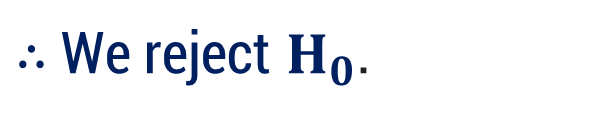 ∴ We reject H₀.